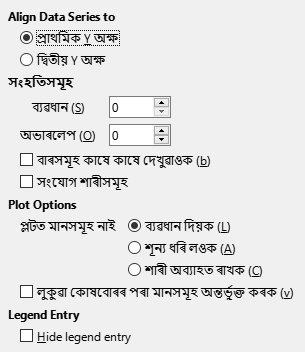 Align Data Series to
প্ৰাথমিক Y অক্ষ
দ্বিতীয় Y অক্ষ
সংহতিসমূহ
ব্যৱধান (S) 0
অভাৰলেপ (O) 0
বাৰসমূহ কাষে কাষে দেখুৱাওক (b)
সংযোগ শাৰীসমূহ
Plot Options
প্লটত মানসমূহ নাই ব্যৱধান দিয়ক (L)
শূন্য ধৰি লওক (A)
শাৰী অব্যাহত ৰাখক (C)
লুকুৱা কোষবোৰৰ পৰা মানসমূহ অন্তৰ্ভুক্ত কৰক (v)
Legend Entry
Hide legend entry